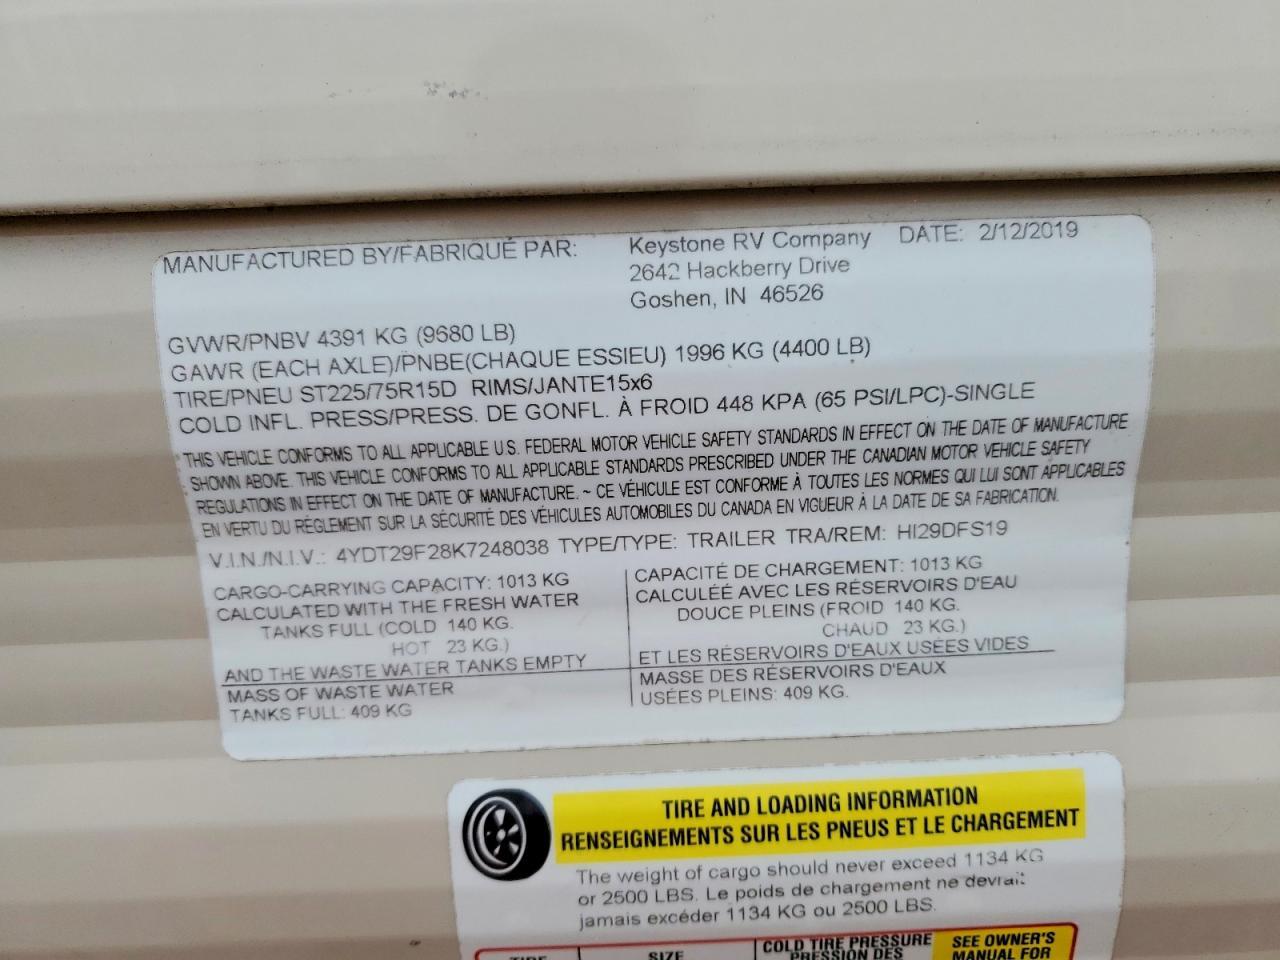 MANUFACTURED BY/FABRIQUÉ PAR: Keystone RV Company DATE: 2/12/2019
2642 Hackberry Drive
Goshen, IN 46526
GVWR/PNBV 4391 KG (9680 LB)
GAWR (EACH AXLE)/PNBE(CHAQUE ESSIEU) 1996 KG (4400 LB)
TIRE/PNEU ST225/75R15D RIMS/JANTE15x6
COLD INFL. PRESS/PRESS. DE GONFL. À FROID 448 KPA (65 PSI/LPC)-SINGLE
THIS VEHICLE CONFORMS TO ALL APPLICABLE U.S. FEDERAL MOTOR VEHICLE SAFETY STANDARDS IN EFFECT ON THE DATE OF MANUFACTURE
SHOWN ABOVE. THIS VEHICLE CONFORMS TO ALL APPLICABLE STANDARDS PRESCRIBED UNDER THE CANADIAN MOTOR VEHICLE SAFETY
REGULATIONS IN EFFECT ON THE DATE OF MANUFACTURE. ~ CE VÉHICULE EST CONFORME À TOUTES LES NORMES QUI LUI SONT APPLICABLES
EN VERTU DU RÉGLEMENT SUR LA SÉCURITÉ DES VÉHICULES AUTOMOBILES DU CANADA EN VIGUEUR À LA DATE DE SA FABRICATION.
V.I.N./N.I.V.: 4YDT29F28K7248038 TYPE/TYPE: TRAILER TRA/REM: HI29DFS19
CARGO-CARRYING CAPACITY: 1013 KG
CALCULATED WITH THE FRESH WATER
TANKS FULL (COLD 140 KG.
HOT 23 KG.)
AND THE WASTE WATER TANKS EMPTY
MASS OF WASTE WATER
TANKS FULL: 409 KG
CAPACITÉ DE CHARGEMENT: 1013 KG
CALCULÉE AVEC LES RÉSERVOIRS D'EAU
DOUCE PLEINS (FROID 140 KG.
CHAUD 23 KG.)
ET LES RÉSERVOIRS D'EAUX USÉES VIDES
MASSE DES RÉSERVOIRS D'EAUX
USÉES PLEINS: 409 KG.
TIRE AND LOADING INFORMATION
RENSEIGNEMENTS SUR LES PNEUS ET LE CHARGEMENT
The weight of cargo should never exceed 1134 KG
or 2500 LBS. Le poids de chargement ne devrait
jamais excéder 1134 KG ou 2500 LBS.
TIRE SIZE COLD TIRE PRESSURE SEE OWNER'S
PRESSION DES MANUAL FOR